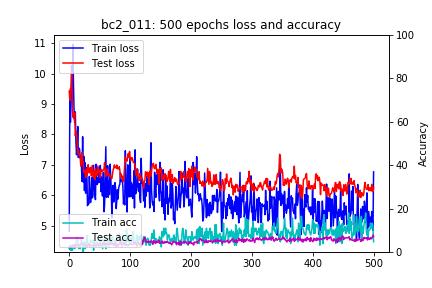 bc2_011: 500 epochs loss and accuracy
Train loss
Test loss
Train acc
Test acc
Loss
11
10
9
8
7
6
5
Accuracy
100
80
60
40
20
0
0
100
200
300
400
500